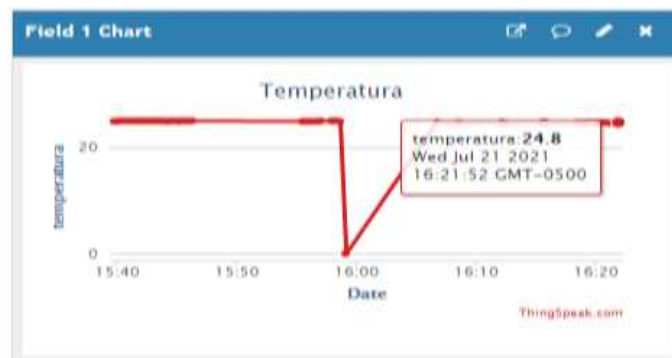 Field 1 Chart
Temperatura
temperatura
20
0
temperatura:24.8
Wed Jul 21 2021
16:21:52 GMT-0500
15:40 15:50 16:00 16:10 16:20
Date
ThingSpeak.com